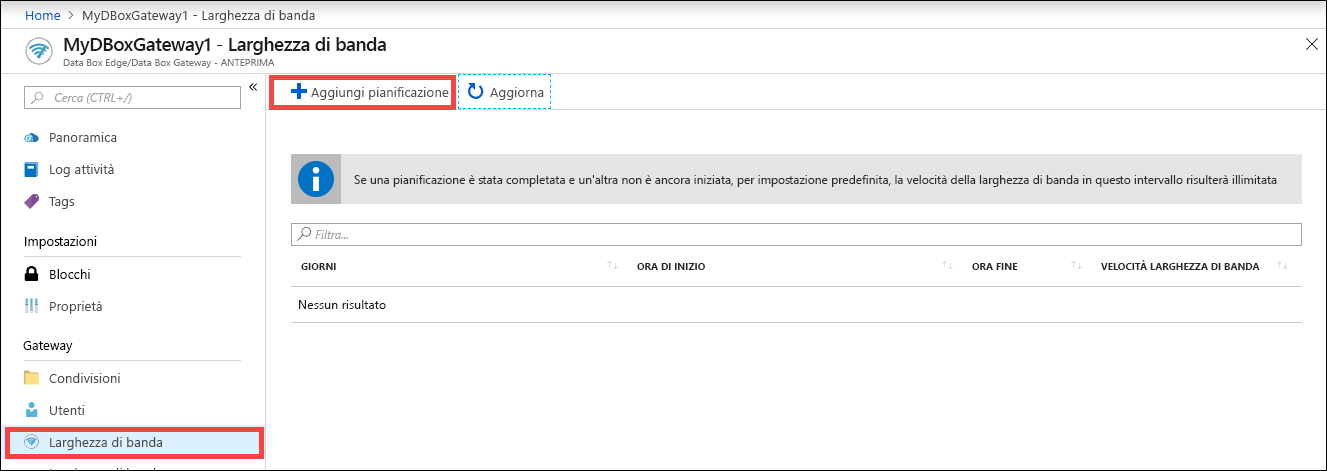 Home > MyDBoxGateway1 - Larghezza di banda
MyDBoxGateway1 - Larghezza di banda
Data Box Edge/Data Box Gateway - ANTEPRIMA
Cerca (CTRL+/)
Panoramica
Log attività
Tags
Impostazioni
Blocchi
Proprietà
Gateway
Condivisioni
Utenti
Larghezza di banda
Aggiungi pianificazione
Aggiorna
Se una pianificazione è stata completata e un'altra non è ancora iniziata, per impostazione predefinita, la velocità della larghezza di banda in questo intervallo risulterà illimitata
Filtra...
GIORNI ORA DI INIZIO ORA FINE VELOCITÀ LARGHEZZA DI BANDA
Nessun risultato